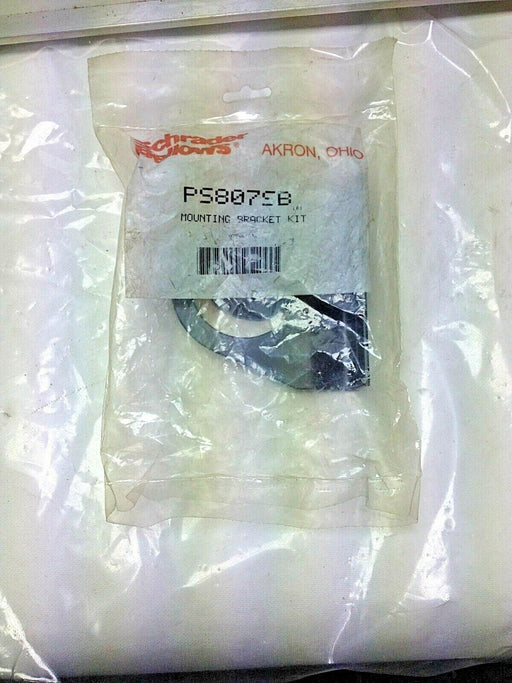 Schrader
Bellows®
AKRON, OHIO
PS807SB
MOUNTING BRACKET KIT